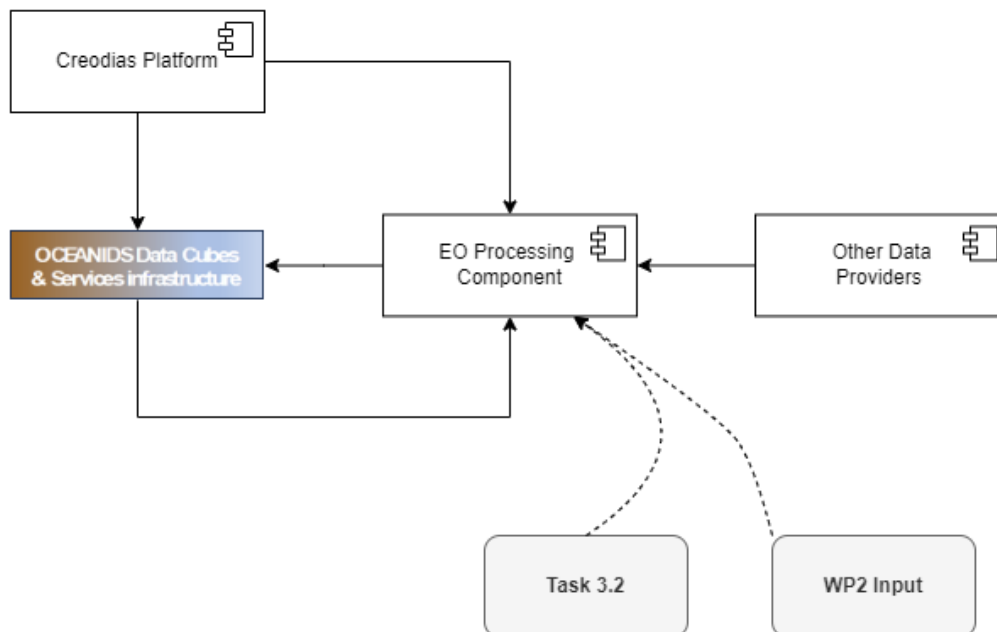 Creodias Platform
OCEANIDS Data Cubes
& Services infrastructure
EO Processing
Component
Other Data
Providers
Task 3.2
WP2 Input